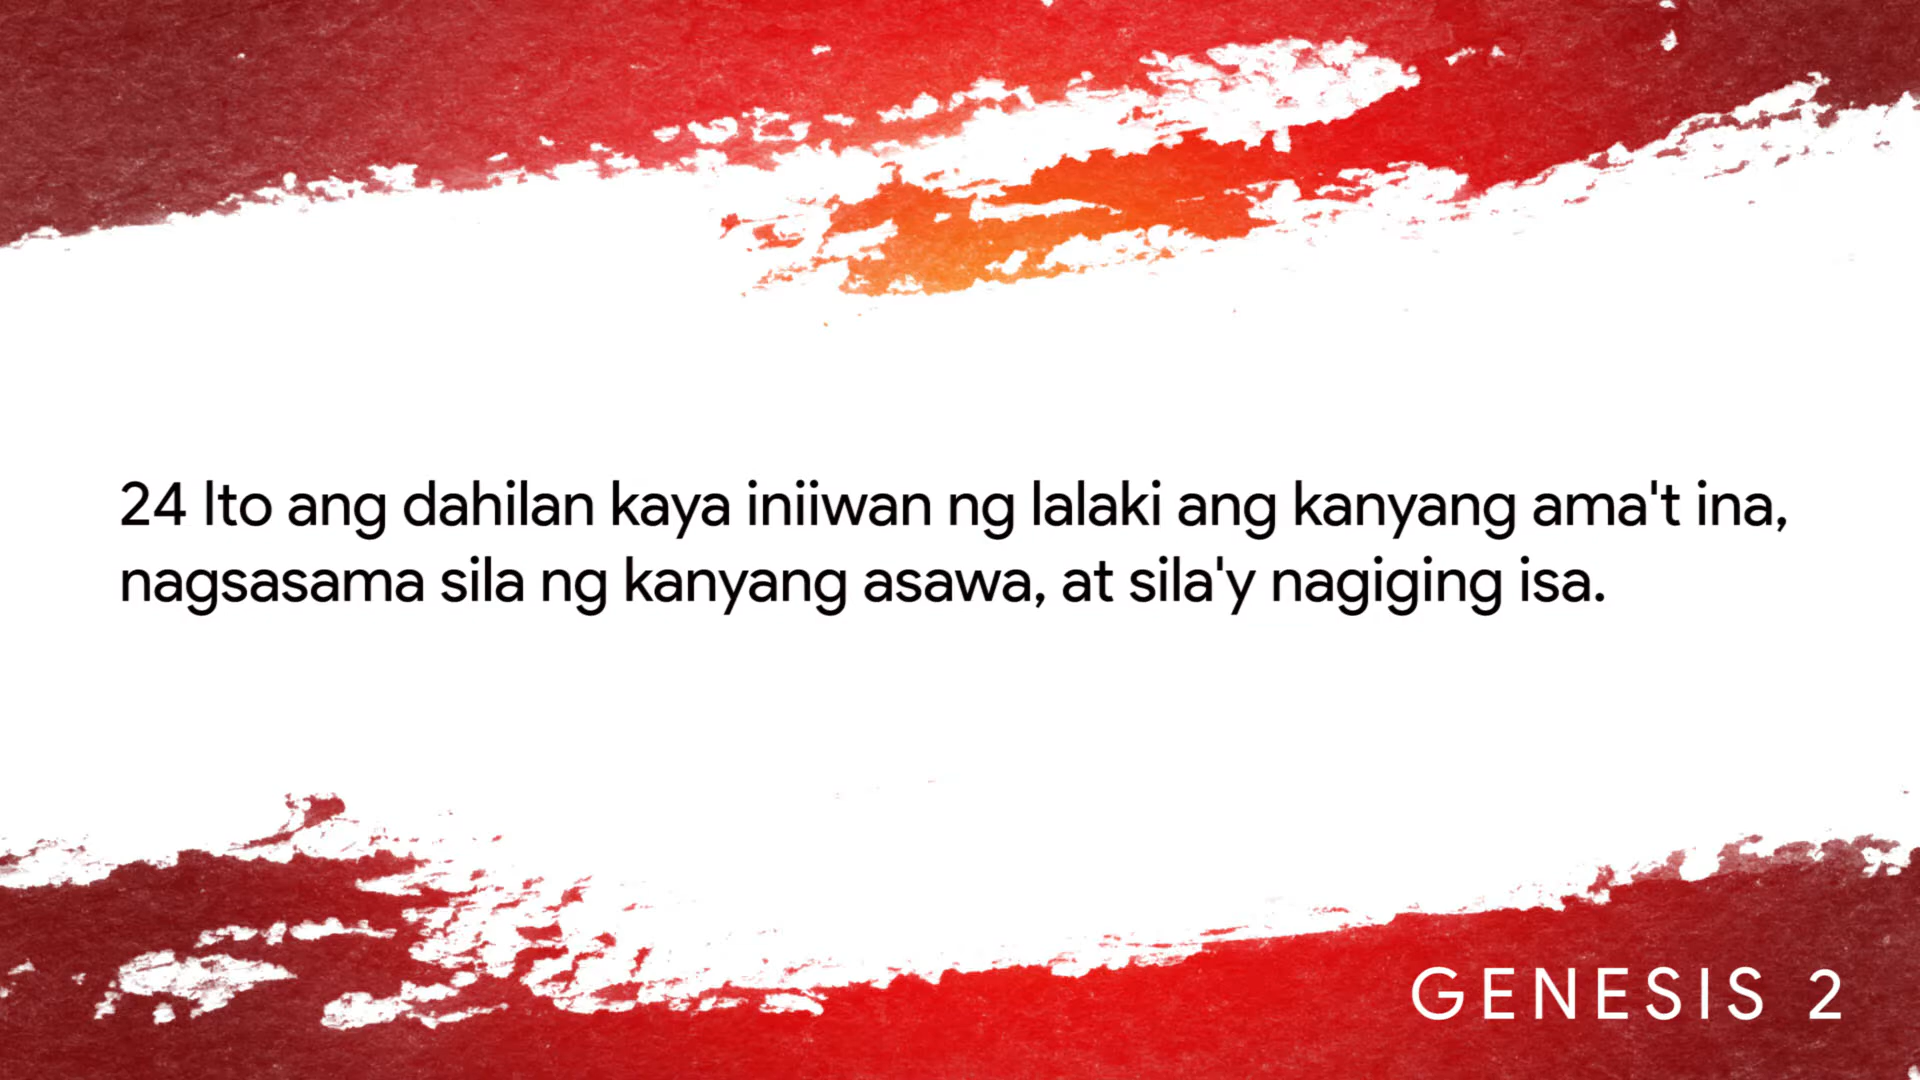 24 Ito ang dahilan kaya iniiwan ng lalaki ang kanyang ama't ina,
nagsasama sila ng kanyang asawa, at sila'y nagiging isa.
GENESIS 2